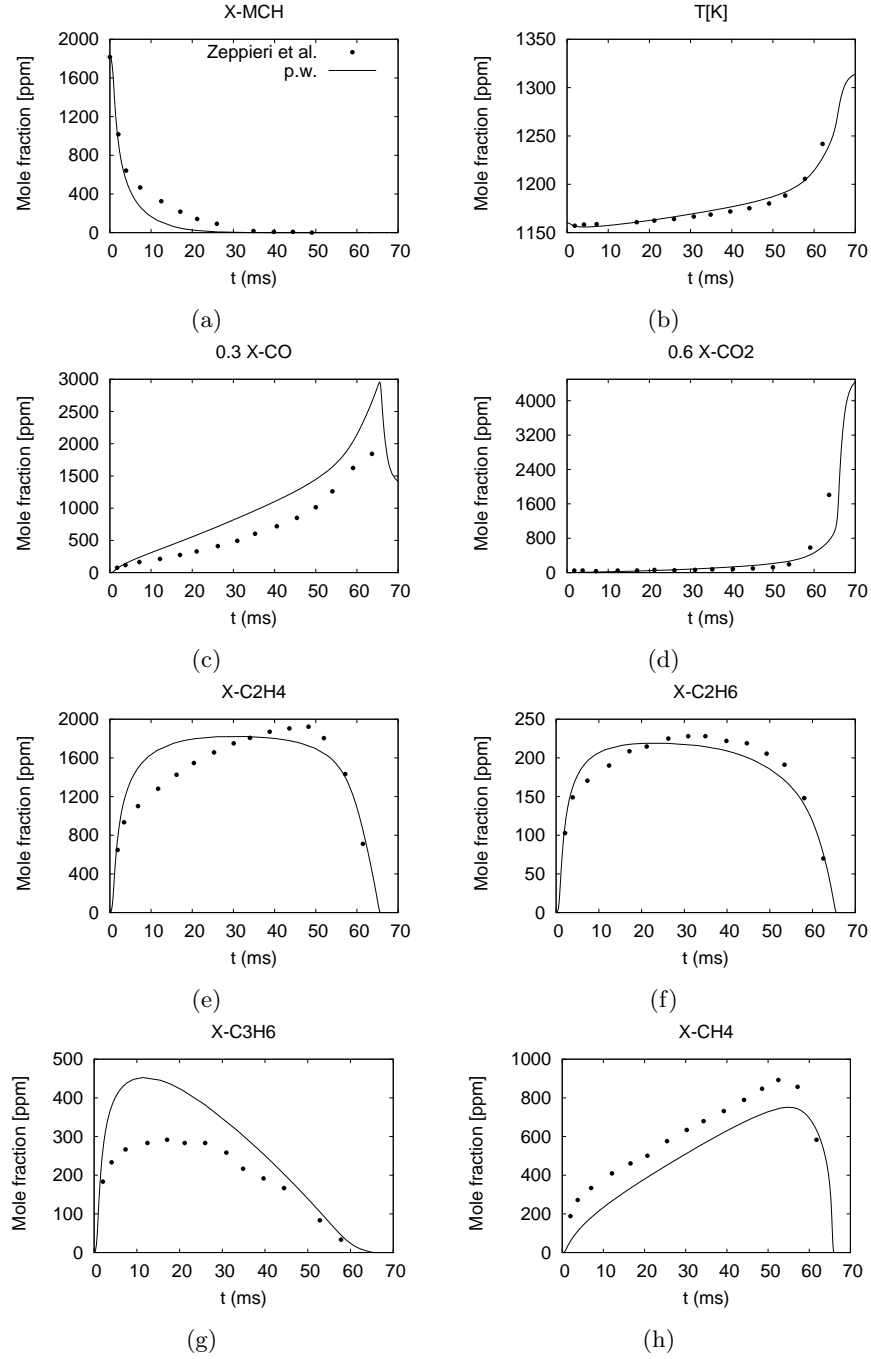 X-MCH
Mole fraction [ppm]
2000
1600
1200
800
400
0
Zeppieri et al.
p.w.
0 10 20 30 40 50 60 70
t (ms)
(a)
T[K]
Mole fraction [ppm]
1350
1300
1250
1200
1150
0 10 20 30 40 50 60 70
t (ms)
(b)
0.3 X-CO
Mole fraction [ppm]
3000
2500
2000
1500
1000
500
0
0 10 20 30 40 50 60 70
t (ms)
(c)
0.6 X-CO2
Mole fraction [ppm]
4000
3200
2400
1600
800
0
0 10 20 30 40 50 60 70
t (ms)
(d)
X-C2H4
Mole fraction [ppm]
2000
1600
1200
800
400
0
0 10 20 30 40 50 60 70
t (ms)
(e)
X-C2H6
Mole fraction [ppm]
250
200
150
100
50
0
0 10 20 30 40 50 60 70
t (ms)
(f)
X-C3H6
Mole fraction [ppm]
500
400
300
200
100
0
0 10 20 30 40 50 60 70
t (ms)
(g)
X-CH4
Mole fraction [ppm]
1000
800
600
400
200
0
0 10 20 30 40 50 60 70
t (ms)
(h)